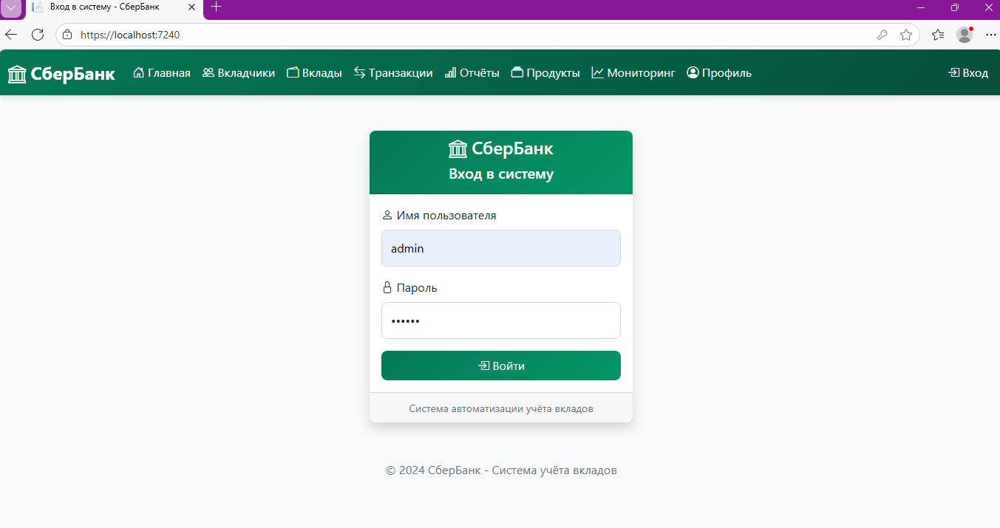 Вход в систему - СберБанк
https://localhost:7240
СберБанк Главная Вкладчики Вклады Транзакции Отчёты Продукты Мониторинг Профиль Вход
СберБанк
Вход в систему
Имя пользователя
admin
Пароль
••••••
Войти
Система автоматизации учёта вкладов
© 2024 СберБанк - Система учёта вкладов